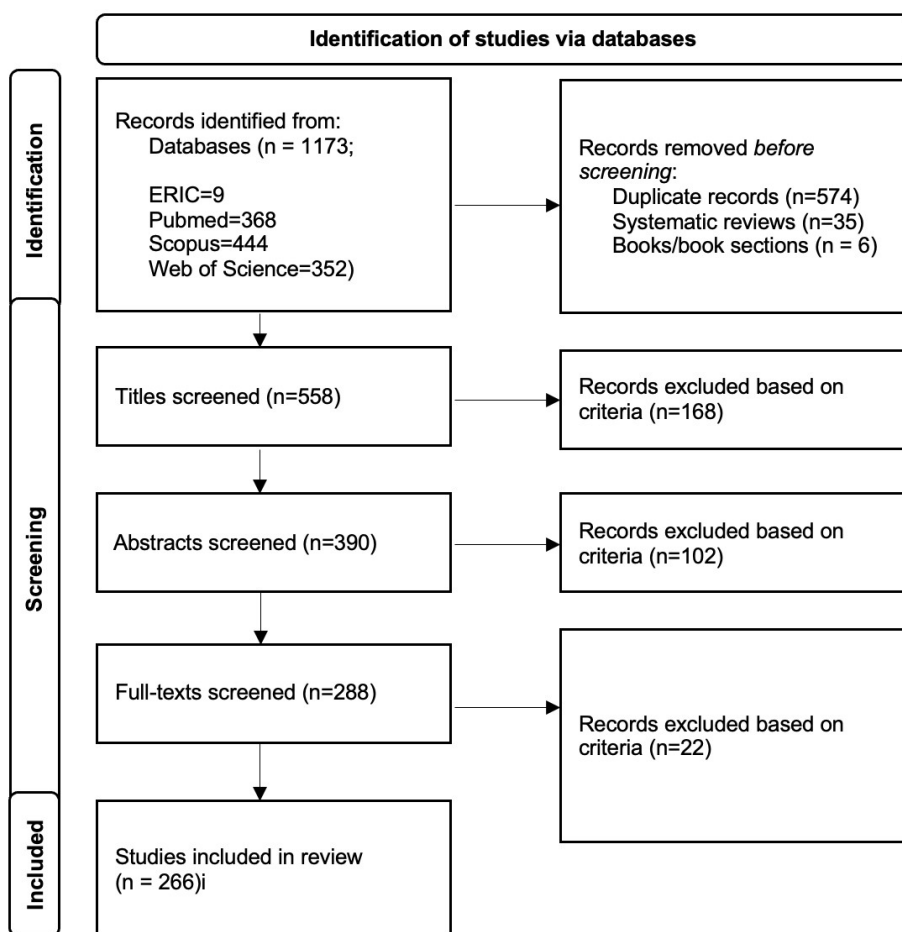 Identification of studies via databases
Identification
Records identified from:
Databases (n = 1173;
ERIC=9
Pubmed=368
Scopus=444
Web of Science=352)
Records removed before
screening:
Duplicate records (n=574)
Systematic reviews (n=35)
Books/book sections (n = 6)
Screening
Titles screened (n=558)
Records excluded based on
criteria (n=168)
Abstracts screened (n=390)
Records excluded based on
criteria (n=102)
Full-texts screened (n=288)
Records excluded based on
criteria (n=22)
Included
Studies included in review
(n = 266)i